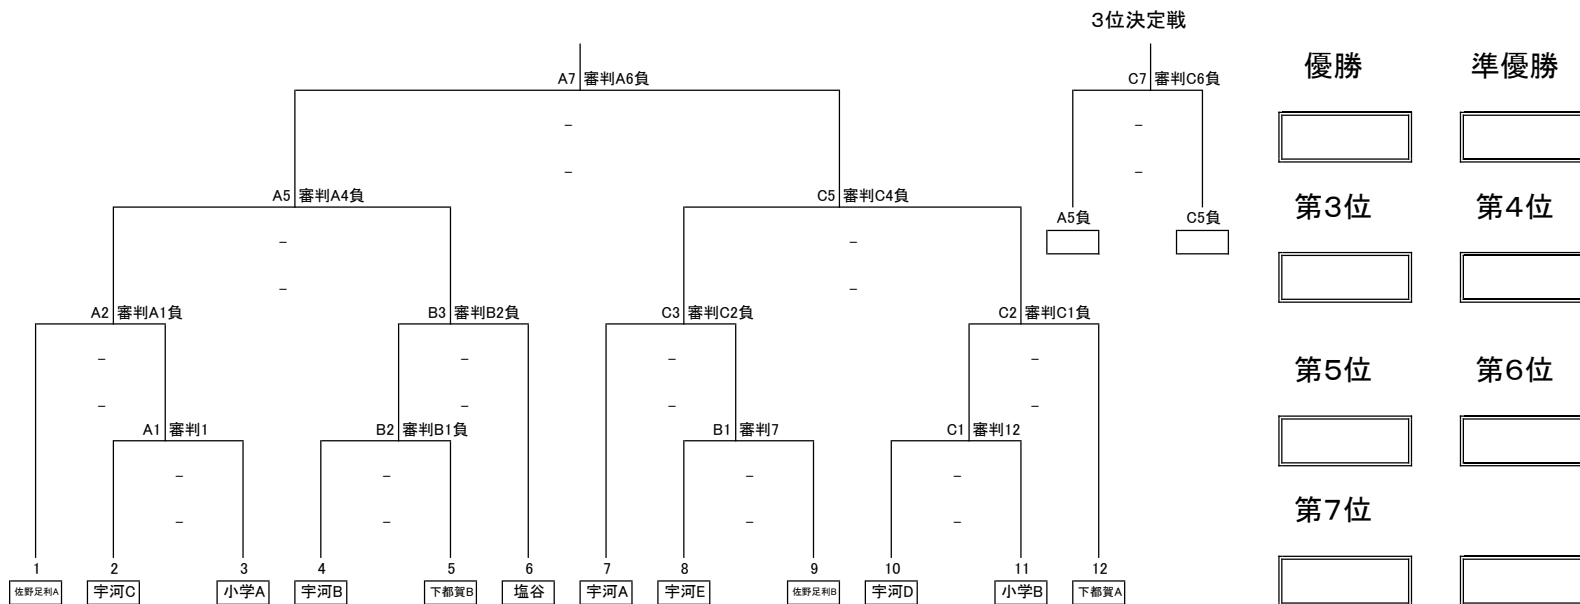 3位決定戦
優勝 準優勝
A7 審判A6負 C7 審判C6負
－ －
－ －
A5 審判A4負 C5 審判C4負 第3位 第4位
A5負 C5負
－ －
－ －
A2 審判A1負 B3 審判B2負 C3 審判C2負 C2 審判C1負
－ － － －
第5位 第6位
－ － － －
A1 審判1 B2 審判B1負 B1 審判7 C1 審判12
－ － － －
第7位
－ － － －
1 2 3 4 5 6 7 8 9 10 11 12
佐野足利A 宇河C 小学A 宇河B 下都賀B 塩谷 宇河A 宇河E 佐野足利B 宇河D 小学B 下都賀A